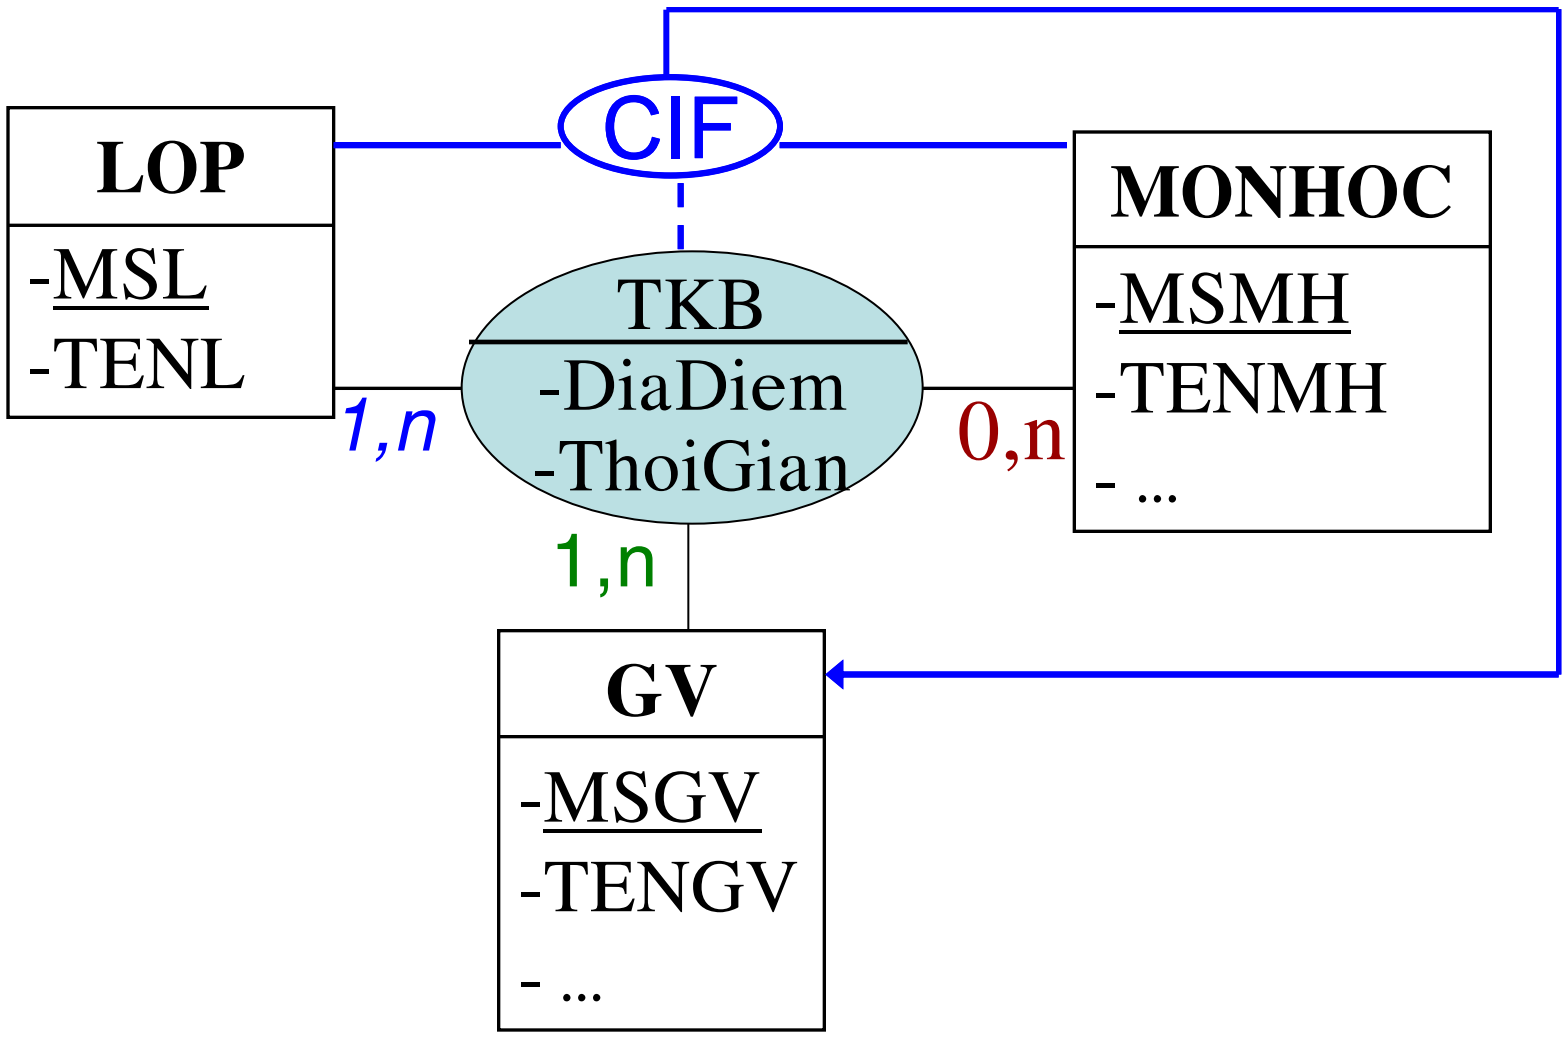 CIF
LOP
-MSL
-TENL
1,n
TKB
-DiaDiem
-ThoiGian
0,n
MONHOC
-MSMH
-TENMH
- ...
1,n
GV
-MSGV
-TENGV
- ...